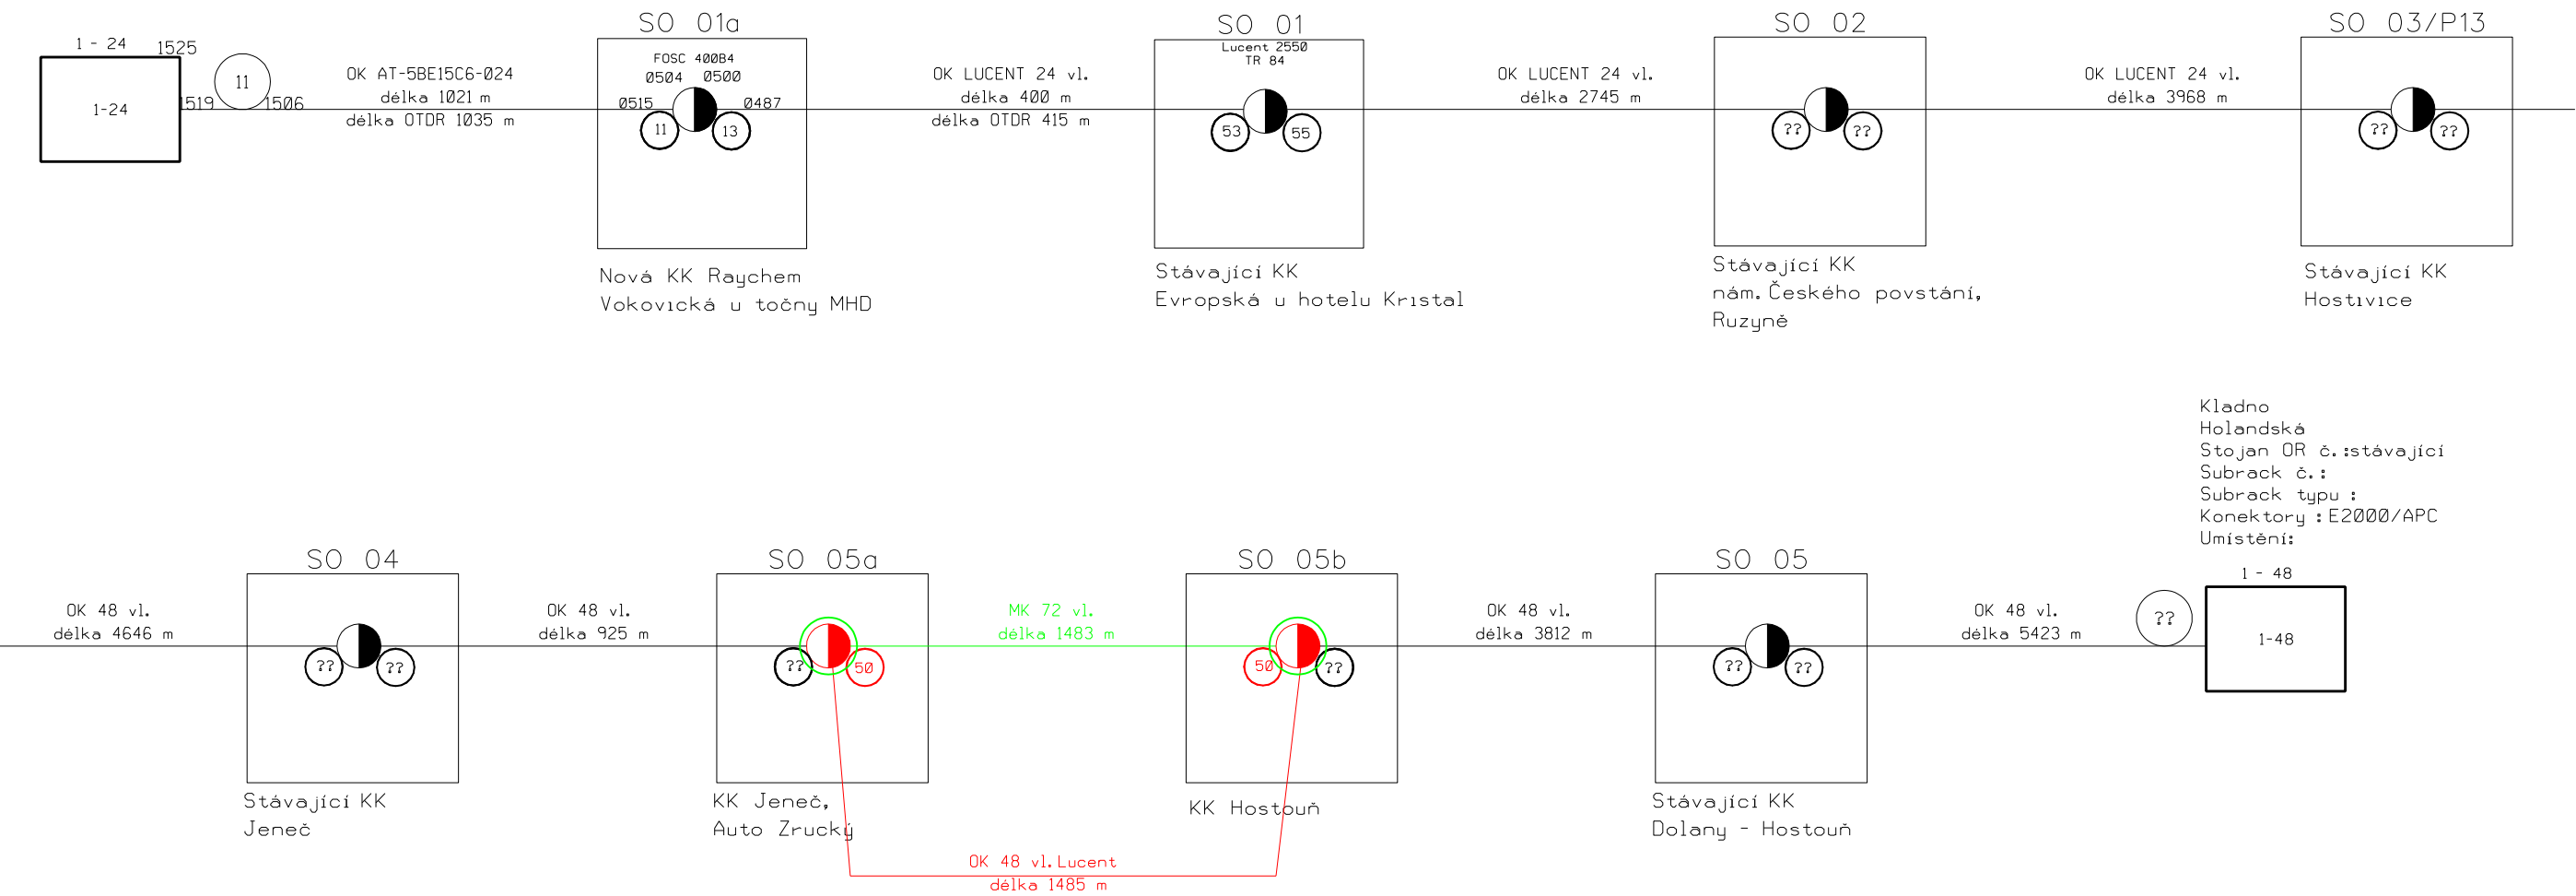 1 - 24
1525
1-24
1519
11
1506
OK AT-5BE15C6-024
délka 1021 m
délka OTDR 1035 m
SO 01a
FOSC 400B4
0504 0500
0515 0487
11 13
Nová KK Raychem
Vokovická u točny MHD
OK LUCENT 24 vl.
délka 400 m
délka OTDR 415 m
SO 01
Lucent 2550
TR 84
53 55
Stávající KK
Evropská u hotelu Kristal
OK LUCENT 24 vl.
délka 2745 m
SO 02
?? ??
Stávající KK
nám. Českého povstání,
Ruzyně
OK LUCENT 24 vl.
délka 3968 m
SO 03/P13
?? ??
Stávající KK
Hostivice
OK 48 vl.
délka 4646 m
SO 04
?? ??
Stávající KK
Jeneč
OK 48 vl.
délka 925 m
SO 05a
?? 50
KK Jeneč,
Auto Zrucký
MK 72 vl.
délka 1483 m
OK 48 vl. Lucent
délka 1485 m
SO 05b
50 ??
KK Hostouň
OK 48 vl.
délka 3812 m
SO 05
?? ??
Stávající KK
Dolany - Hostouň
OK 48 vl.
délka 5423 m
??
Kladno
Holandská
Stojan OR č.:stávající
Subrack č.:
Subrack typu :
Konektory : E2000/APC
Umístění:
1 - 48
1-48